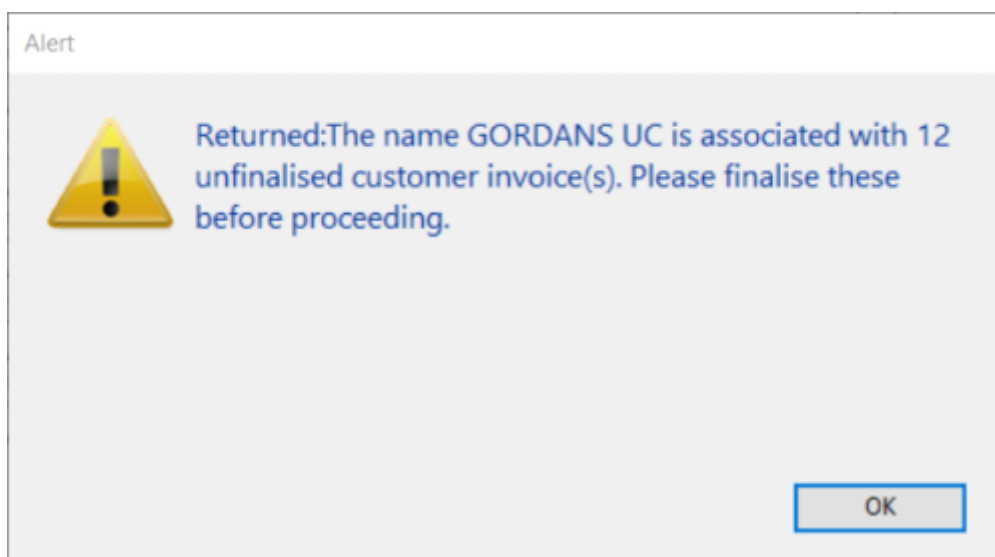 Alert
Returned:The name GORDANS UC is associated with 12
unfinalised customer invoice(s). Please finalise these
before proceeding.
OK